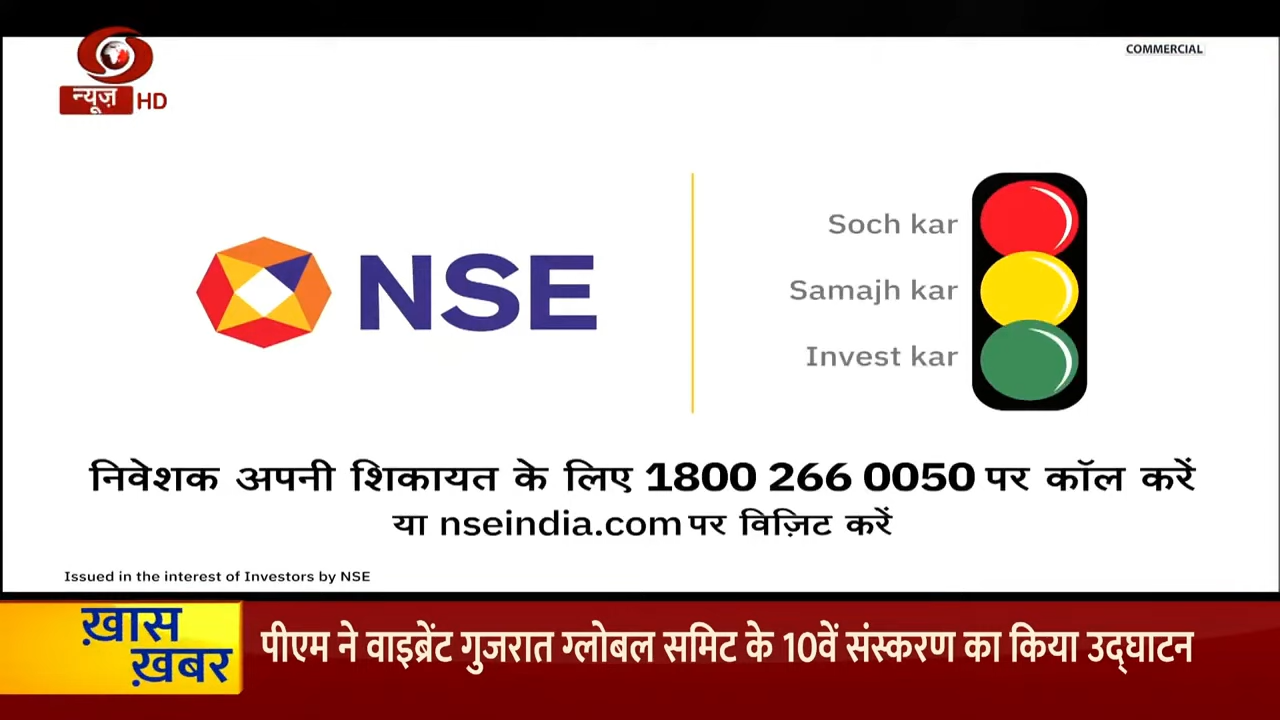 COMMERCIAL
न्यूज़ HD
NSE
Soch kar
Samajh kar
Invest kar
निवेशक अपनी शिकायत के लिए 1800 266 0050 पर कॉल करें
या nseindia.com पर विज़िट करें
Issued in the interest of Investors by NSE
ख़ास
ख़बर
पीएम ने वाइब्रेंट गुजरात ग्लोबल समिट के 10वें संस्करण का किया उद्घाटन